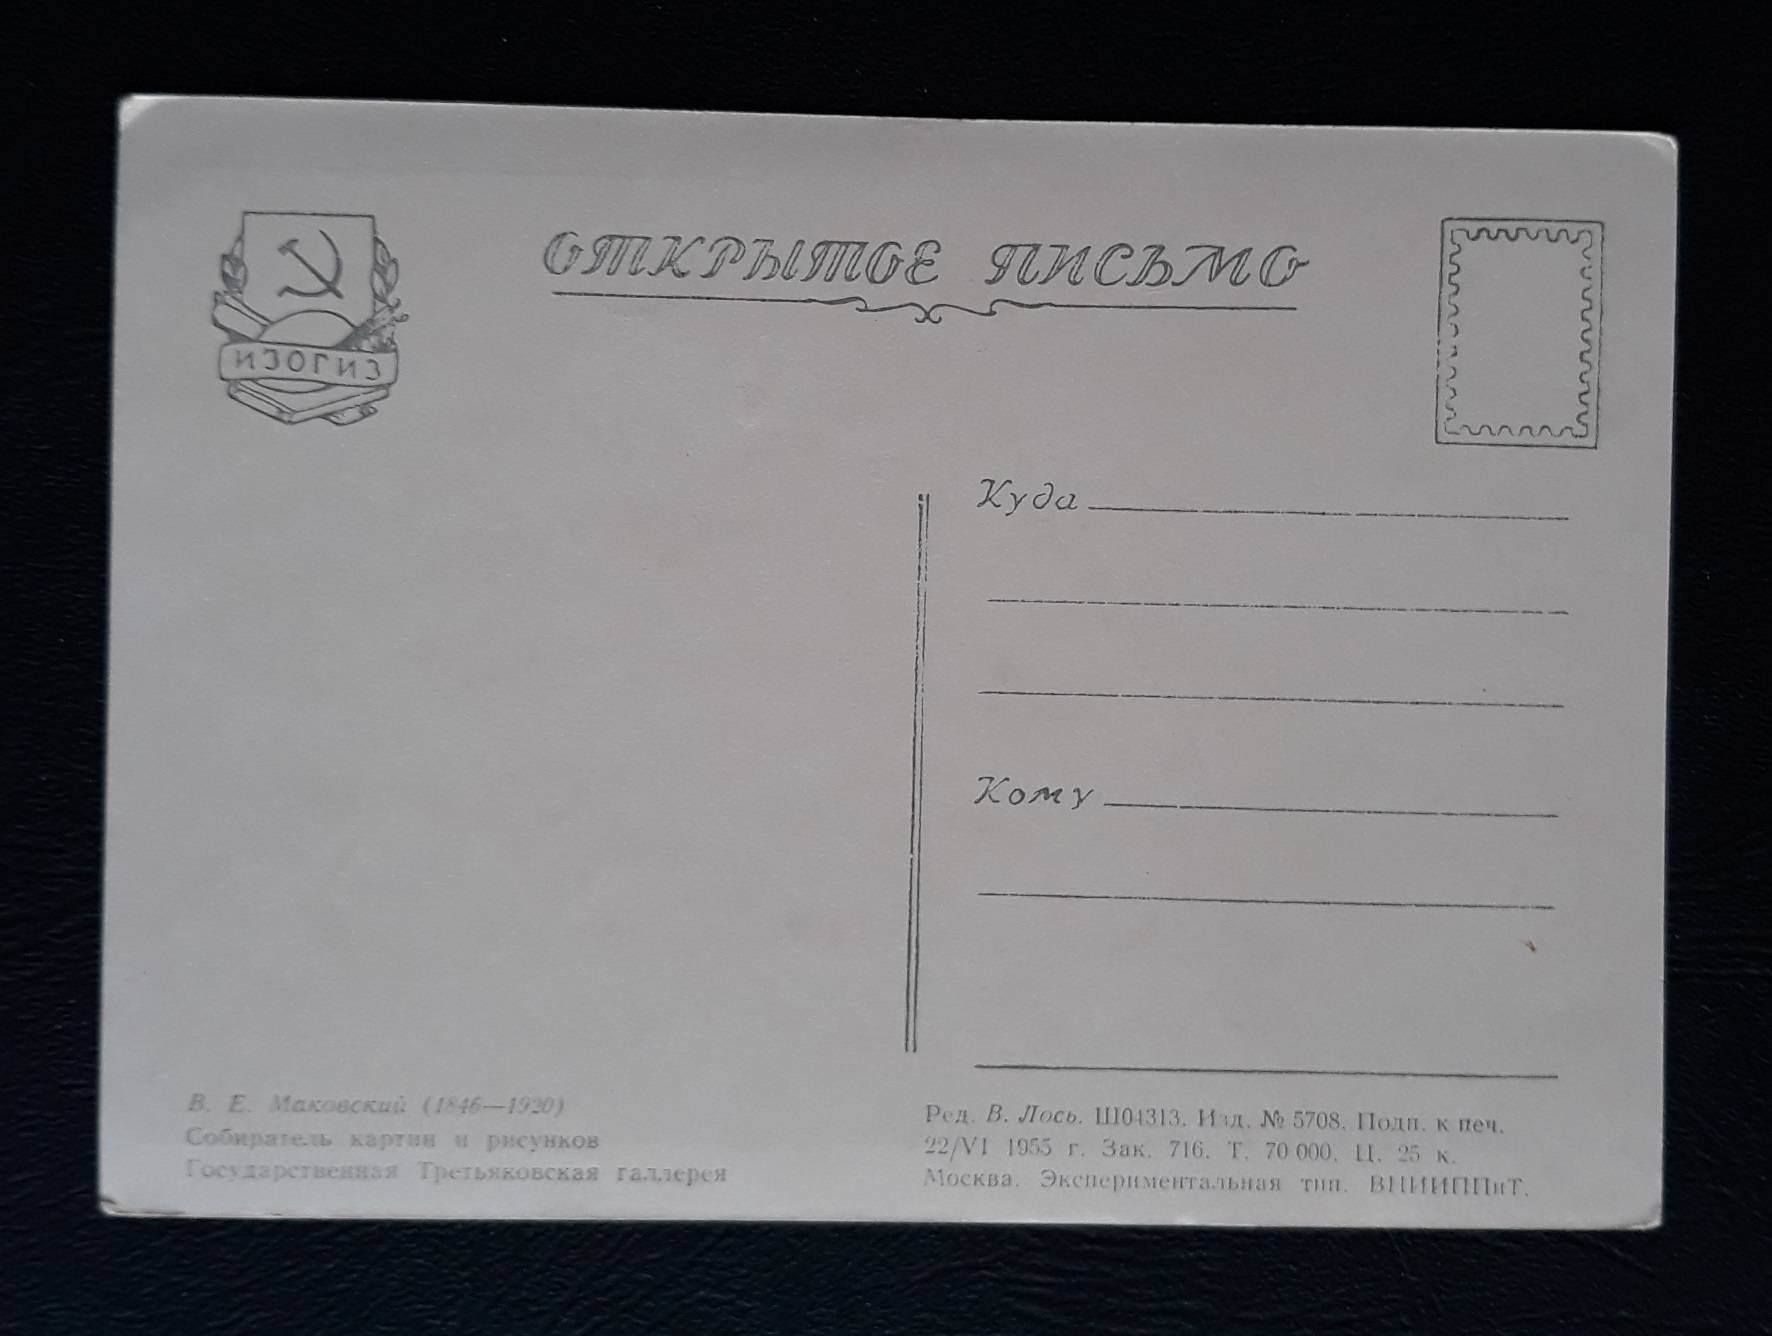 ИЗОГИЗ
ОТКРЫТОЕ ПИСЬМО
Куда
Кому
В. Е. Маковский (1846—1920)
Собиратель картин и рисунков
Государственная Третьяковская галлерея
Ред. В. Лось. Ш04313. Изд. № 5708. Подп. к печ.
22/VI 1955 г. Зак. 716. Т. 70 000. Ц. 25 к.
Москва. Экспериментальная тип. ВНИИППиТ.